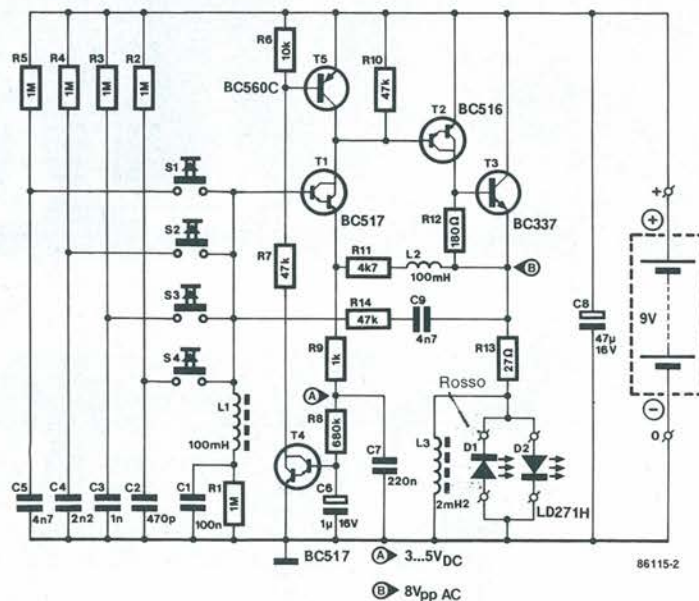 R5
1M
R4
1M
R3
1M
R2
1M
R6
10k
T5
BC560C
R10
47k
T2
BC516
T3
BC337
S1
T1
BC517
S2
R12
180Ω
R7
47k
R11
4k7
L2
100mH
B
S3
R14
47k
C9
4n7
S4
R9
1k
R13
27Ω
C8
47µ
16V
+
+
9V
−
0
L1
100mH
A
Rosso
R8
680k
T4
L3
2mH2
D1
D2
LD271H
C5
4n7
C4
2n2
C3
1n
C2
470p
C1
100n
R1
1M
C6
1µ
16V
C7
220n
BC517
A 3...5VDC
B 8Vpp AC
86115-2